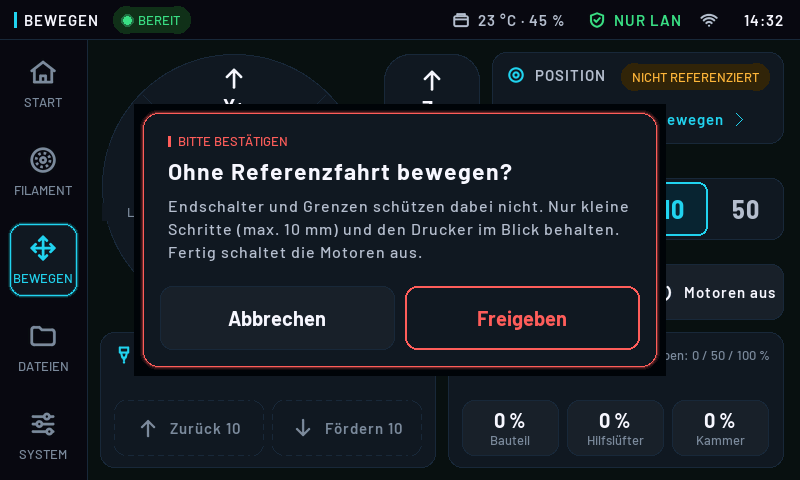 BEWEGEN
BEREIT
23 °C · 45 %
NUR LAN
14:32
START
FILAMENT
BEWEGEN
DATEIEN
SYSTEM
POSITION
NICHT REFERENZIERT
ewegen
50
Motoren aus
BITTE BESTÄTIGEN
Ohne Referenzfahrt bewegen?
Endschalter und Grenzen schützen dabei nicht. Nur kleine
Schritte (max. 10 mm) und den Drucker im Blick behalten.
Fertig schaltet die Motoren aus.
Abbrechen
Freigeben
Zurück 10
Fördern 10
ben: 0 / 50 / 100 %
0 %
Bauteil
0 %
Hilfslüfter
0 %
Kammer